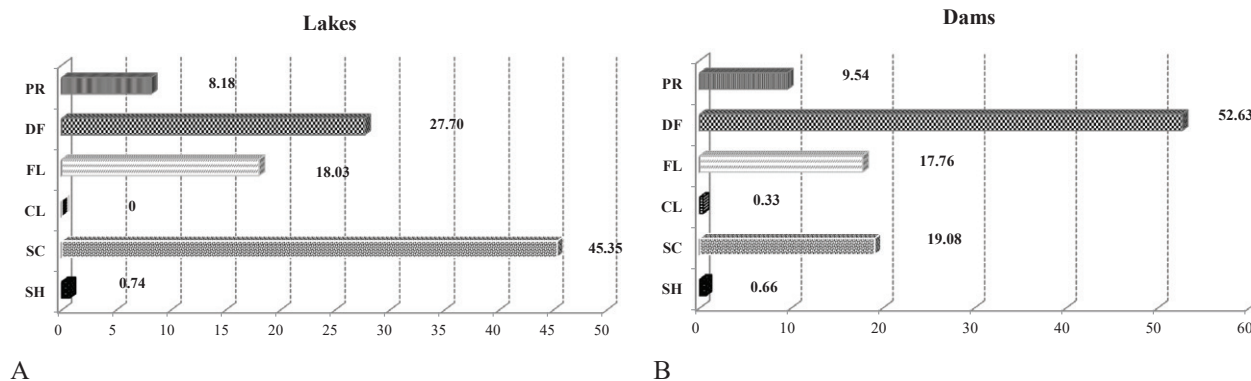 Lakes
PR 8.18
DF 27.70
FL 18.03
CL 0
SC 45.35
SH 0.74
0 5 10 15 20 25 30 35 40 45 50
A
Dams
PR 9.54
DF 52.63
FL 17.76
CL 0.33
SC 19.08
SH 0.66
0 10 20 30 40 50 60
B